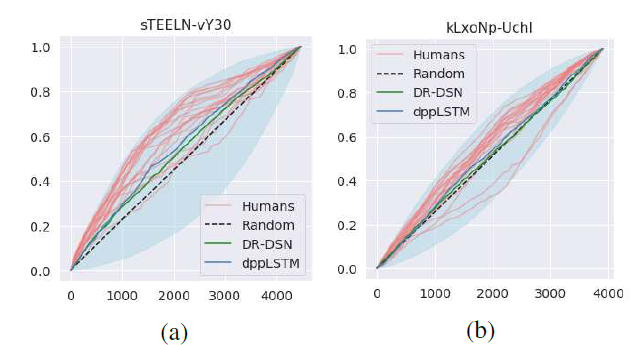 sTEELN-vY30
1.0
0.8
0.6
0.4
0.2
0.0
Humans
Random
DR-DSN
dppLSTM
0 1000 2000 3000 4000
(a)
kLxoNp-UchI
1.0
0.8
0.6
0.4
0.2
0.0
Humans
Random
DR-DSN
dppLSTM
0 1000 2000 3000 4000
(b)